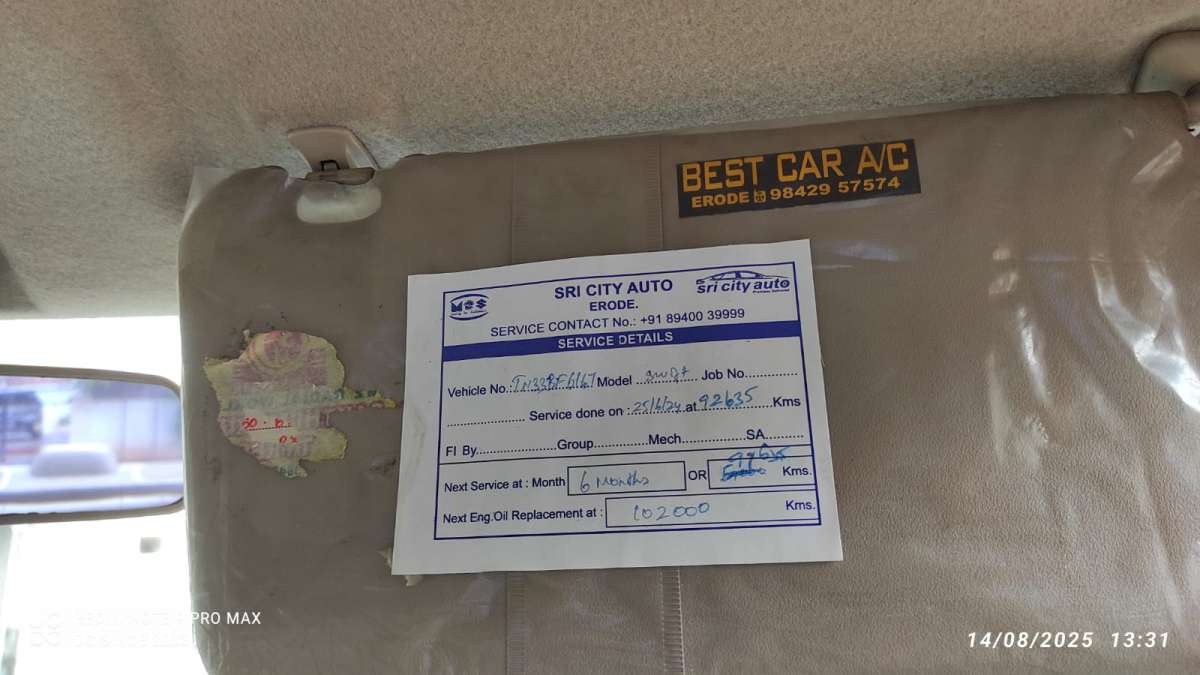 BEST CAR A/C
ERODE 98429 57574
SRI CITY AUTO
sri city auto
ERODE.
SERVICE CONTACT No.: +91 89400 39999
SERVICE DETAILS
Vehicle No.: TN33BF6167 Model swift Job No.
Service done on : 25/6/24 at 92635 Kms
FI By Group Mech SA
Next Service at : Month 6 Months OR 97635 Kms.
Next Eng.Oil Replacement at : 102000 Kms.
PRO MAX
14/08/2025 13:31